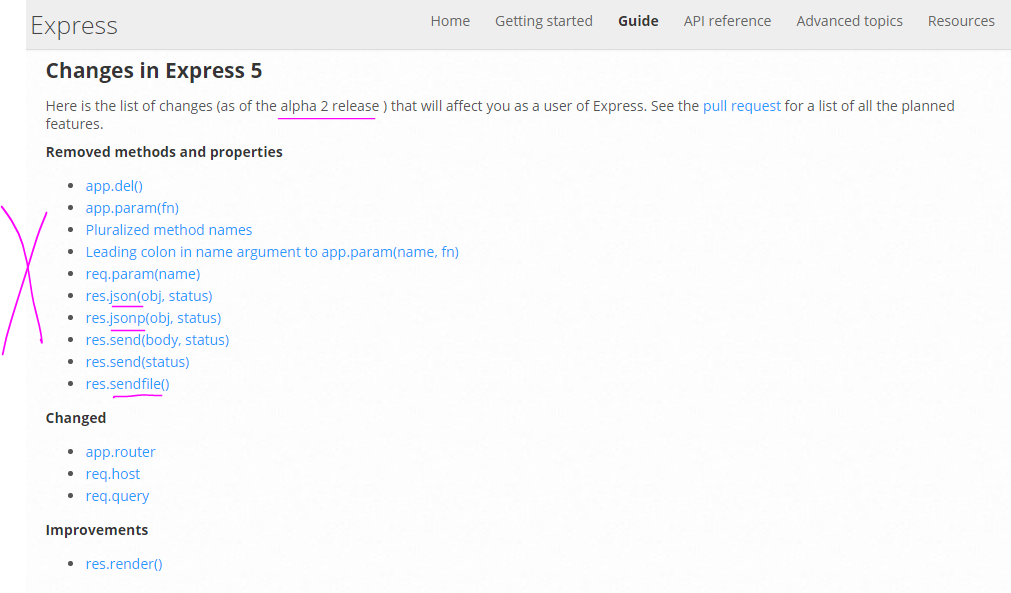 Express
Home Getting started Guide API reference Advanced topics Resources
Changes in Express 5
Here is the list of changes (as of the alpha 2 release ) that will affect you as a user of Express. See the pull request for a list of all the planned
features.
Removed methods and properties
app.del()
app.param(fn)
Pluralized method names
Leading colon in name argument to app.param(name, fn)
req.param(name)
res.json(obj, status)
res.jsonp(obj, status)
res.send(body, status)
res.send(status)
res.sendfile()
Changed
app.router
req.host
req.query
Improvements
res.render()